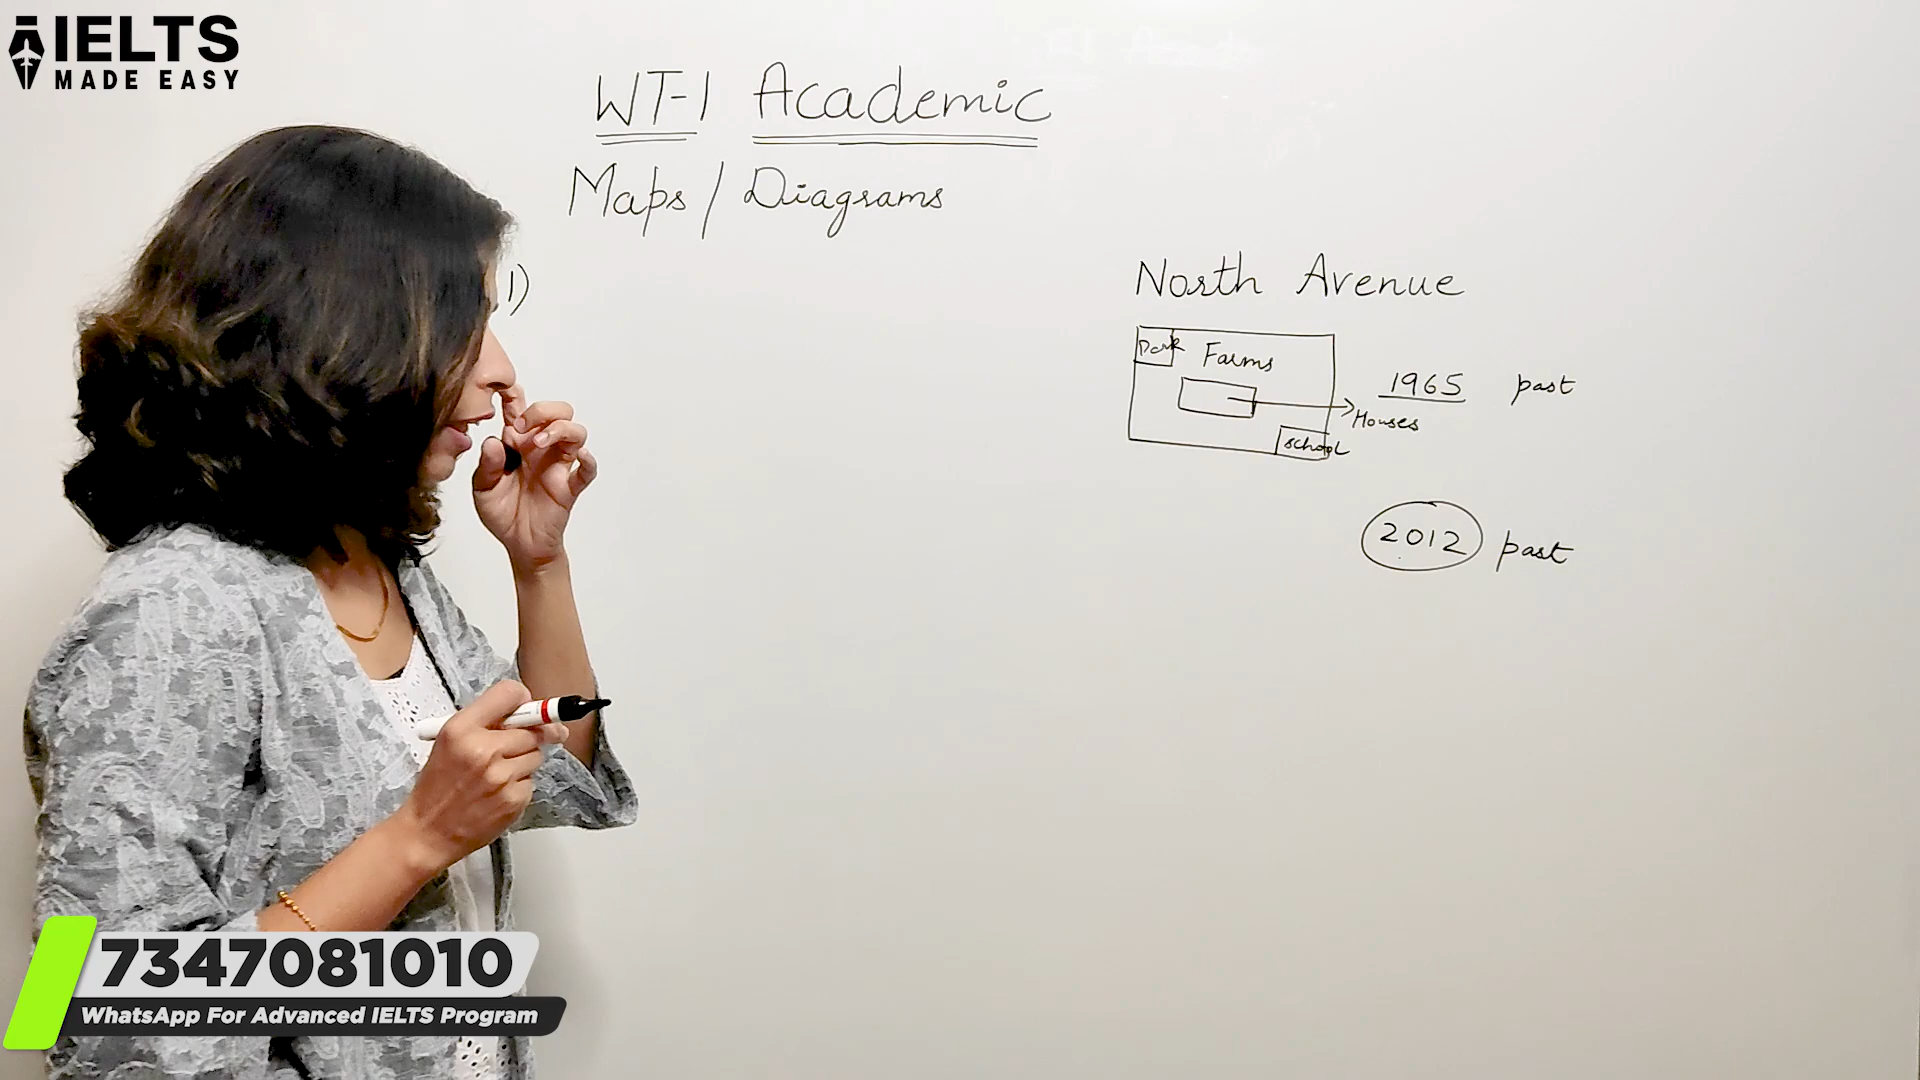 IELTS
MADE EASY
WT-1 Academic
Maps / Diagrams
1)
North Avenue
Park
Farms
1965 past
Houses
school
2012 past
7347081010
WhatsApp For Advanced IELTS Program